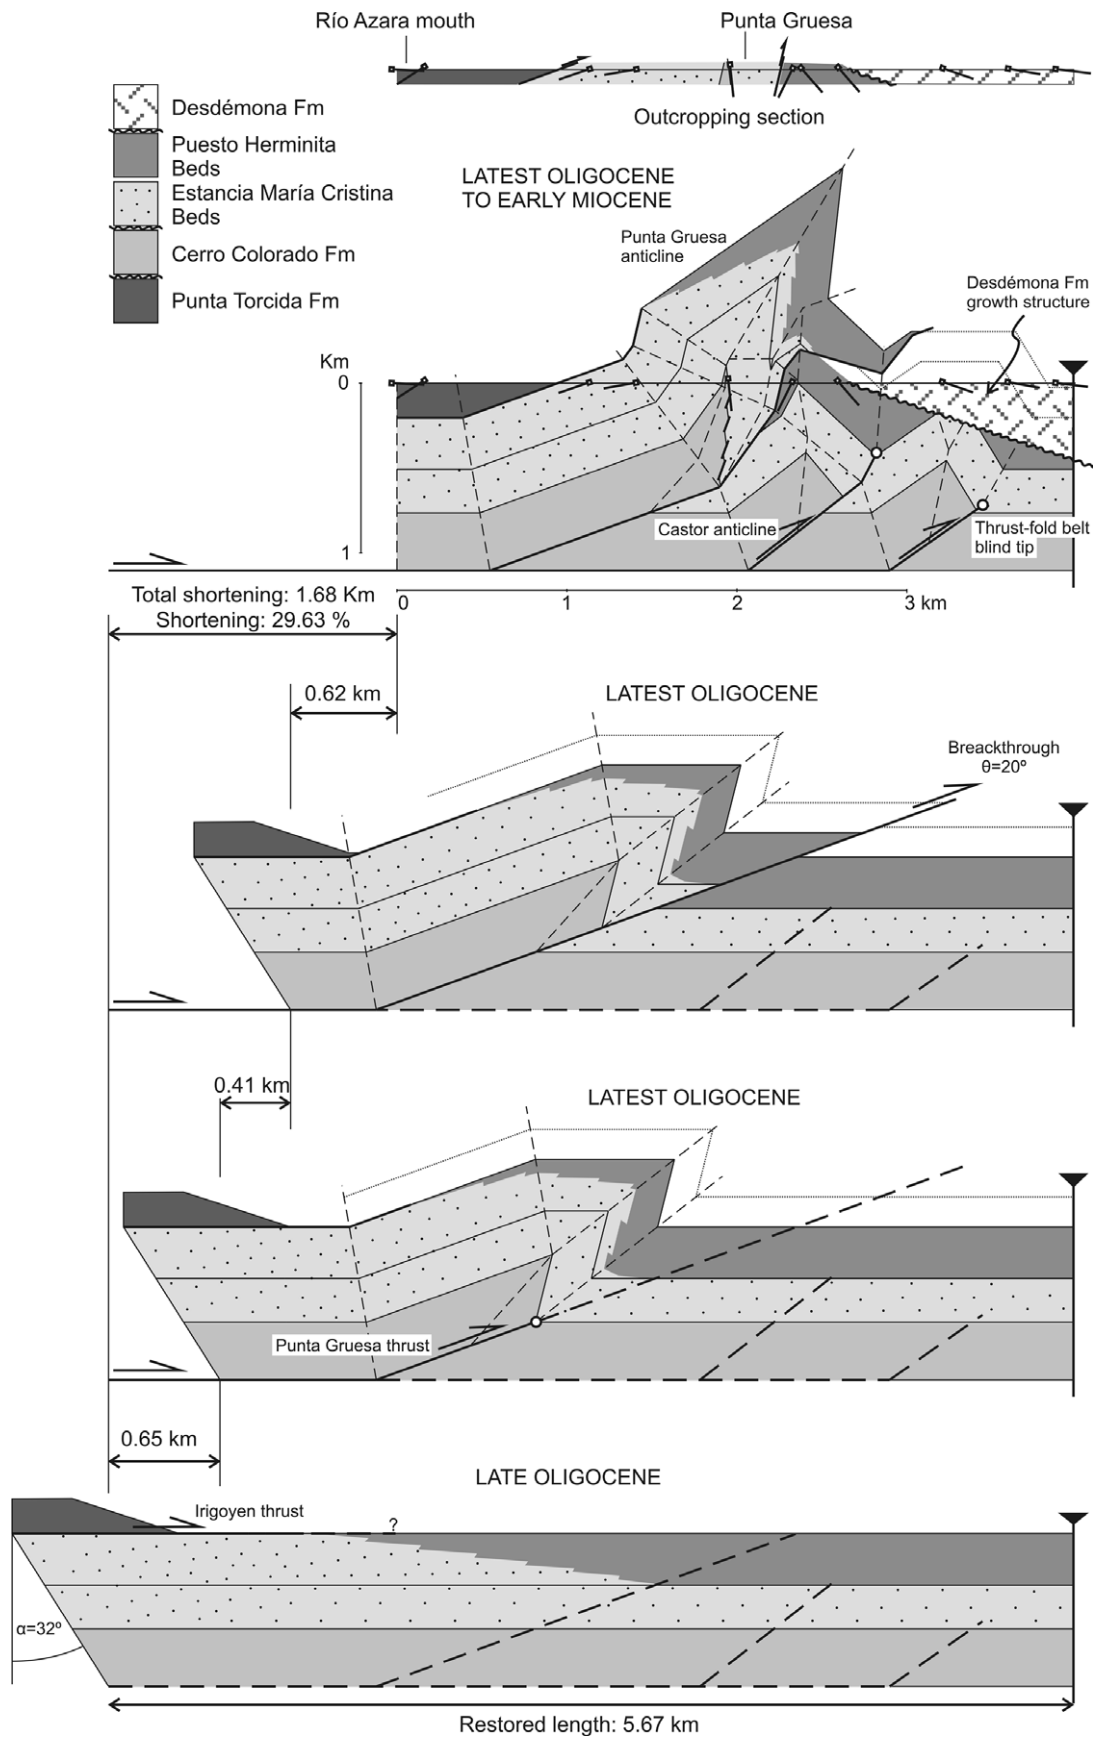 Río Azara mouth
Punta Gruesa
Outcropping section
Desdémona Fm
Puesto Herminita
Beds
Estancia María Cristina
Beds
Cerro Colorado Fm
Punta Torcida Fm
LATEST OLIGOCENE
TO EARLY MIOCENE
Punta Gruesa
anticline
Desdémona Fm
growth structure
Km
0
1
Castor anticline
Thrust-fold belt
blind tip
Total shortening: 1.68 Km
Shortening: 29.63 %
0 1 2 3 km
0.62 km
LATEST OLIGOCENE
Breackthrough
θ=20º
0.41 km
LATEST OLIGOCENE
Punta Gruesa thrust
0.65 km
LATE OLIGOCENE
Irigoyen thrust
?
α=32º
Restored length: 5.67 km